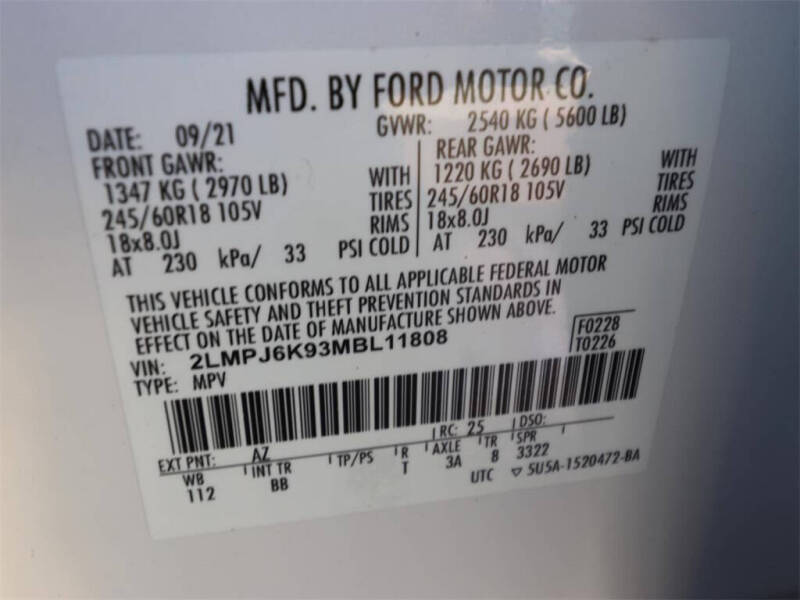 MFD. BY FORD MOTOR CO.
DATE: 09/21 GVWR: 2540 KG ( 5600 LB)
FRONT GAWR: REAR GAWR:
1347 KG ( 2970 LB) WITH 1220 KG ( 2690 LB) WITH
245/60R18 105V TIRES 245/60R18 105V TIRES
18x8.0J RIMS 18x8.0J RIMS
AT 230 kPa/ 33 PSI COLD AT 230 kPa/ 33 PSI COLD
THIS VEHICLE CONFORMS TO ALL APPLICABLE FEDERAL MOTOR
VEHICLE SAFETY AND THEFT PREVENTION STANDARDS IN
EFFECT ON THE DATE OF MANUFACTURE SHOWN ABOVE.
VIN: 2LMPJ6K93MBL11808 F0228
TYPE: MPV T0226
EXT PNT: AZ RC: 25 DSO:
WB INT TR TP/PS R AXLE TR SPR
112 BB T 3A 8 3322
UTC ▽ 5U5A-1520472-BA